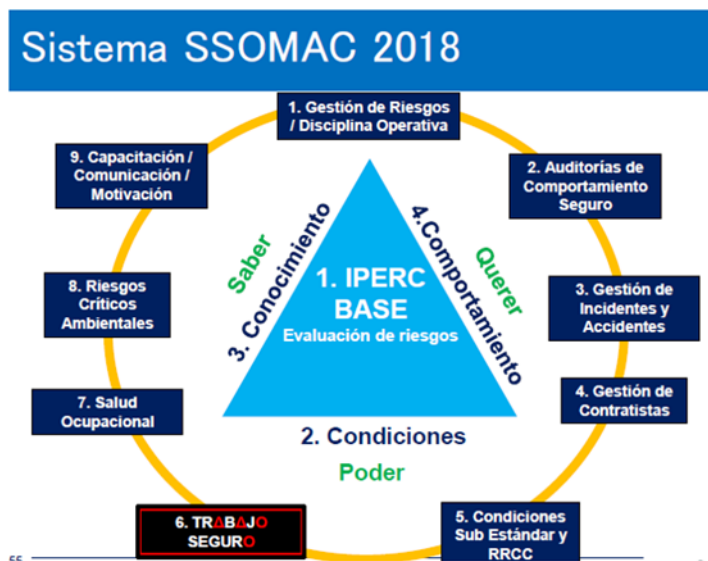 Sistema SSOMAC 2018
1. Gestión de Riesgos
/ Disciplina Operativa
2. Auditorías de
Comportamiento
Seguro
3. Gestión de
Incidentes y
Accidentes
4. Gestión de
Contratistas
5. Condiciones
Sub Estándar y
RRCC
6. TRΔBΔJO
SEGURO
7. Salud
Ocupacional
8. Riesgos
Críticos
Ambientales
9. Capacitación /
Comunicación /
Motivación
Saber
3. Conocimiento
1. IPERC
BASE
Evaluación de riesgos
4.Comportamiento
Querer
2. Condiciones
Poder
55